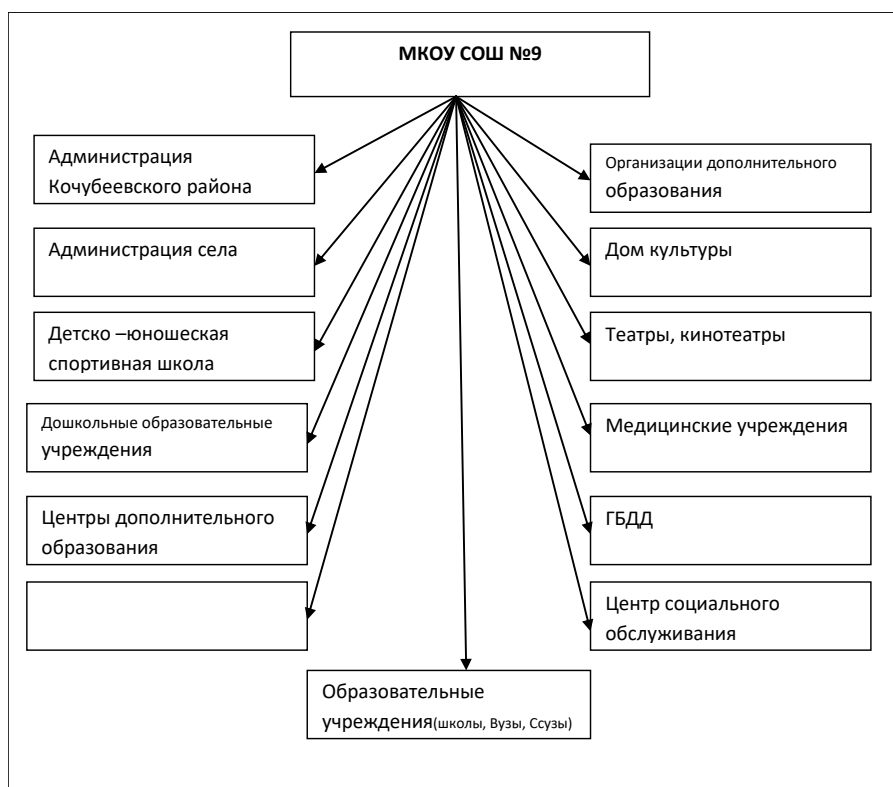 МКОУ СОШ №9
Администрация
Кочубеевского района
Администрация села
Детско –юношеская
спортивная школа
Дошкольные образовательные
учреждения
Центры дополнительного
образования
Организации дополнительного
образования
Дом культуры
Театры, кинотеатры
Медицинские учреждения
ГБДД
Центр социального
обслуживания
Образовательные
учреждения(школы, Вузы, Ссузы)